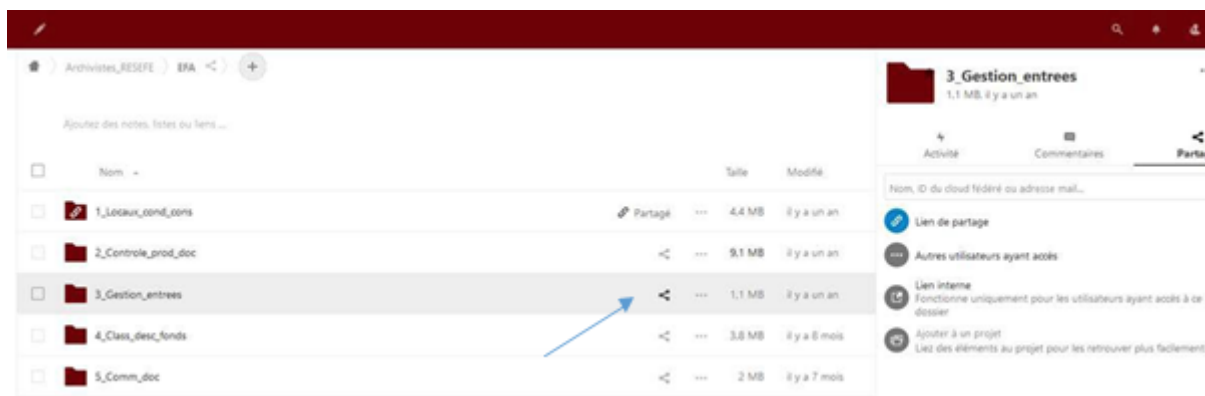 Archivistes_RESEFE EFA +
Ajoutez des notes, listes ou liens ...
Nom Taille Modifié
1_Locaux_cond_cons Partagé ... 4,4 MB il y a un an
2_Controle_prod_doc ... 9,1 MB il y a un an
3_Gestion_entrees ... 1,1 MB il y a un an
4_Class_desc_fonds ... 3,8 MB il y a 8 mois
5_Comm_doc ... 2 MB il y a 7 mois
3_Gestion_entrees
1,1 MB, il y a un an
Activité Commentaires Parta
Nom, ID du cloud fédéré ou adresse mail...
Lien de partage
Autres utilisateurs ayant accès
Lien interne
Fonctionne uniquement pour les utilisateurs ayant accès à ce
dossier
Ajouter à un projet
Liez des éléments au projet pour les retrouver plus facilement